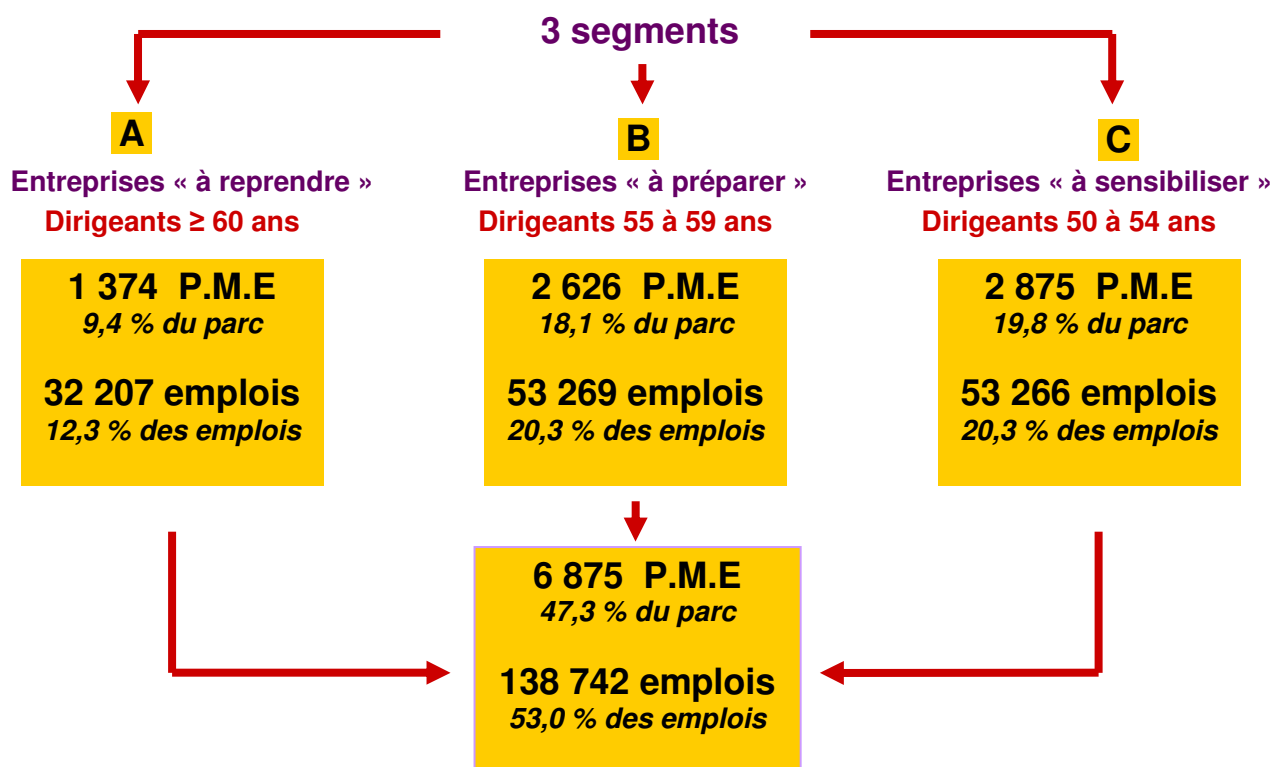 3 segments
A
Entreprises « à reprendre »
Dirigeants ≥ 60 ans
1 374 P.M.E
9,4 % du parc
32 207 emplois
12,3 % des emplois
B
Entreprises « à préparer »
Dirigeants 55 à 59 ans
2 626 P.M.E
18,1 % du parc
53 269 emplois
20,3 % des emplois
C
Entreprises « à sensibiliser »
Dirigeants 50 à 54 ans
2 875 P.M.E
19,8 % du parc
53 266 emplois
20,3 % des emplois
6 875 P.M.E
47,3 % du parc
138 742 emplois
53,0 % des emplois